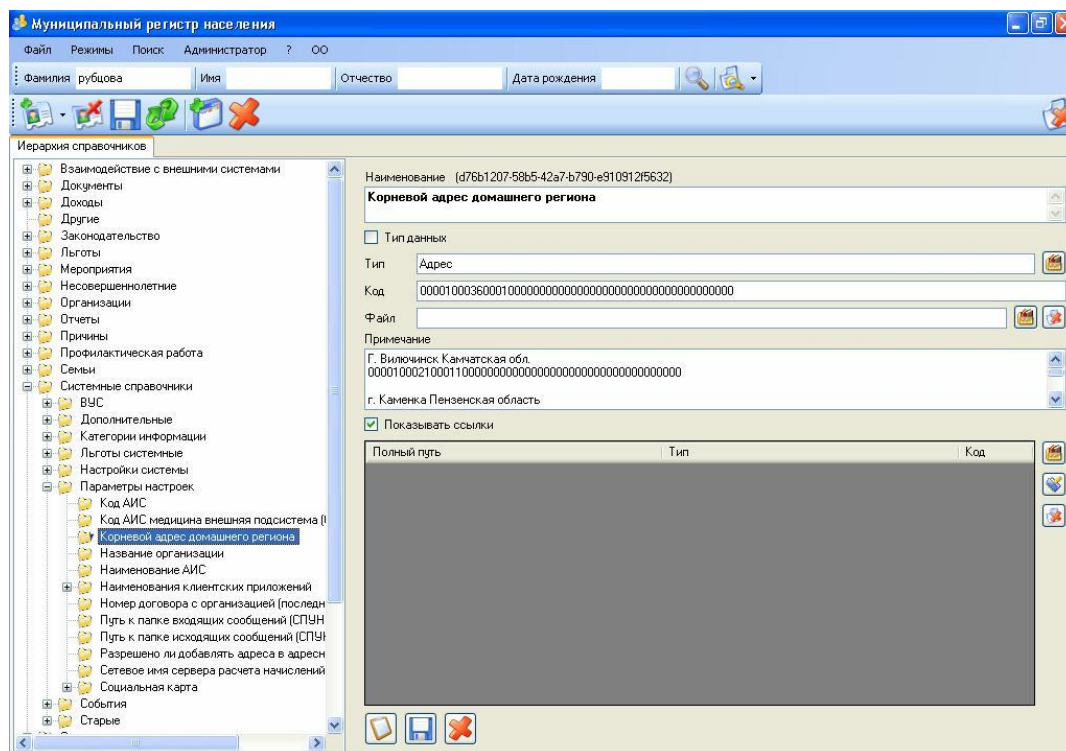 Муниципальный регистр населения
Файл Режимы Поиск Администратор ? ОО
Фамилия рубцова Имя Отчество Дата рождения
Иерархия справочников
Взаимодействие с внешними системами
Документы
Доходы
Другие
Законодательство
Льготы
Мероприятия
Несовершеннолетние
Организации
Отчеты
Причины
Профилактическая работа
Семьи
Системные справочники
ВУС
Дополнительные
Категории информации
Льготы системные
Настройки системы
Параметры настроек
Код АИС
Код АИС медицина внешняя подсистема (
Корневой адрес домашнего региона
Название организации
Наименование АИС
Наименования клиентских приложений
Номер договора с организацией (последн
Путь к папке входящих сообщений (СПУН
Путь к папке исходящих сообщений (СПУН
Разрешено ли добавлять адреса в адресн
Сетевое имя сервера расчета начислений
Социальная карта
События
Старые
Наименование (d76b1207-58b5-42a7-b790-e910912f5632)
Корневой адрес домашнего региона
Тип данных
Тип Адрес
Код
Файл
Примечание
Г. Вилючинск Камчатская обл.
г. Каменка Пензенская область
Показывать ссылки
Полный путь Тип Код